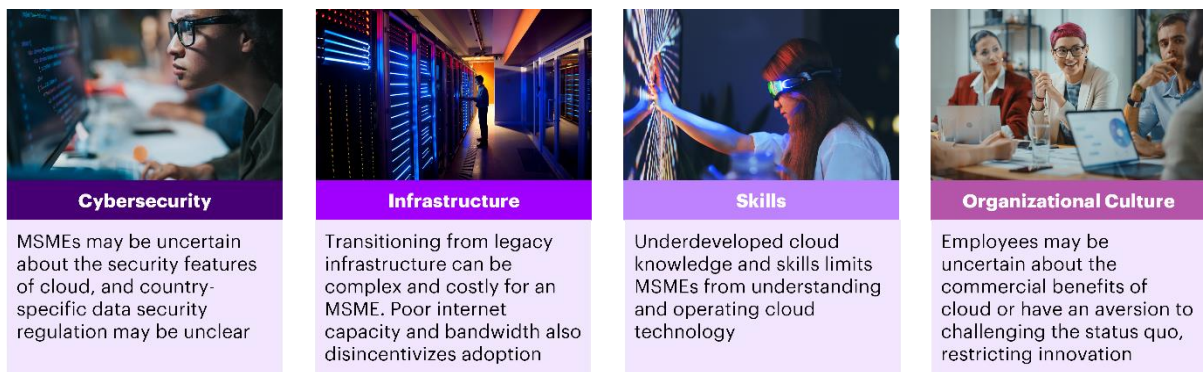 Cybersecurity
MSMEs may be uncertain
about the security features
of cloud, and country-
specific data security
regulation may be unclear
Infrastructure
Transitioning from legacy
infrastructure can be
complex and costly for an
MSME. Poor internet
capacity and bandwidth also
disincentivizes adoption
Skills
Underdeveloped cloud
knowledge and skills limits
MSMEs from understanding
and operating cloud
technology
Organizational Culture
Employees may be
uncertain about the
commercial benefits of
cloud or have an aversion to
challenging the status quo,
restricting innovation